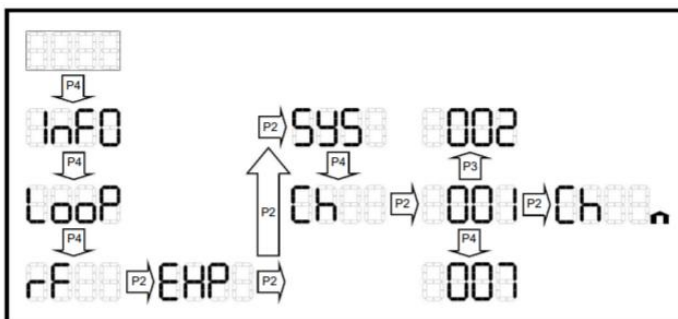 P4
InFO P2 SYS 002
P4 P4 P3
LooP P2 Ch P2 001 P2 Ch
P4 P4
rF P2 EHP P2 007